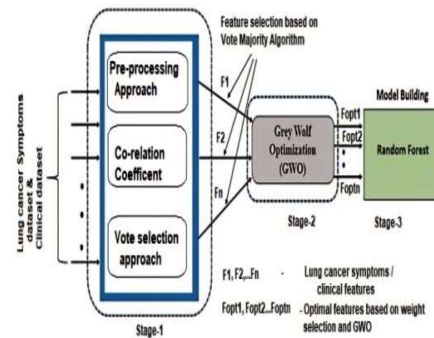 Lung cancer Symptoms
dataset &
Clinical dataset
Pre-processing
Approach
Co-relation
Coefficent
Vote selection
approach
Stage-1
Feature selection based on
Vote Majority Algorithm
F1
F2
Fn
Grey Wolf
Optimization
(GWO)
Stage-2
Fopt1
Fopt2
Foptn
Model Building
Random Forest
Stage-3
F1, F2,...Fn - Lung cancer symptoms /
clinical features
Fopt1, Fopt2...Foptn - Optimal features based on weight
selection and GWO